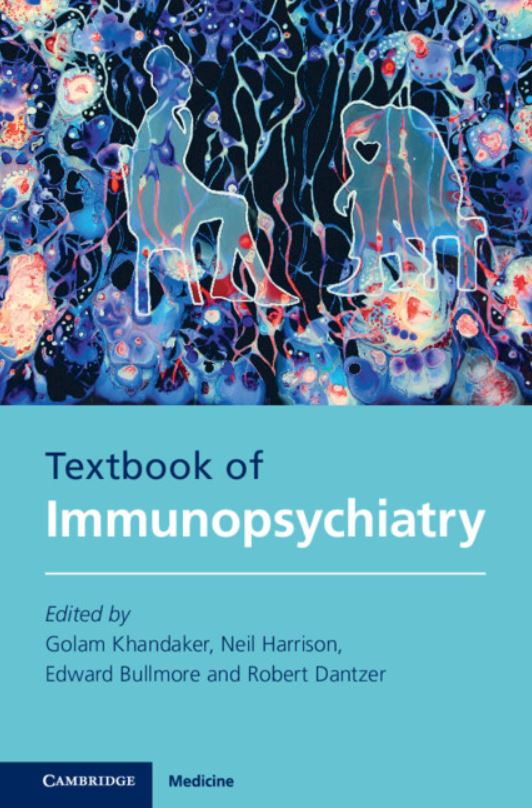 Textbook of
Immunopsychiatry
Edited by
Golam Khandaker, Neil Harrison,
Edward Bullmore and Robert Dantzer
CAMBRIDGE Medicine